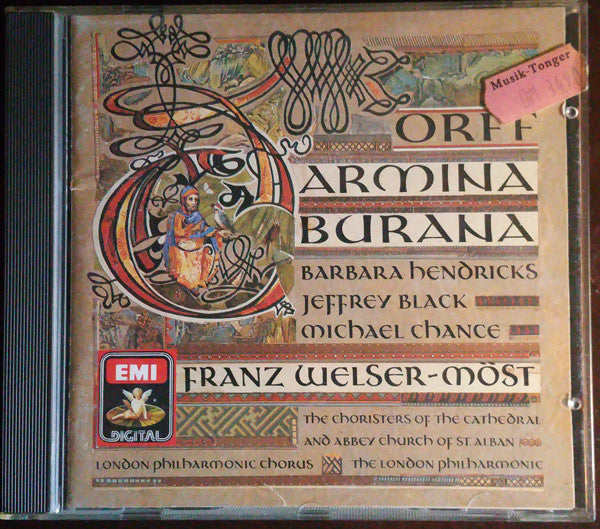 Musik-Tonger
DM
ORFF
CARMINA
BURANA
BARBARA HENDRICKS
JEFFREY BLACK
MICHAEL CHANCE
EMI
DIGITAL
FRANZ WELSER-MÖST
THE CHORISTERS OF THE CATHEDRAL
AND ABBEY CHURCH OF ST. ALBAN
LONDON PHILHARMONIC CHORUS THE LONDON PHILHARMONIC